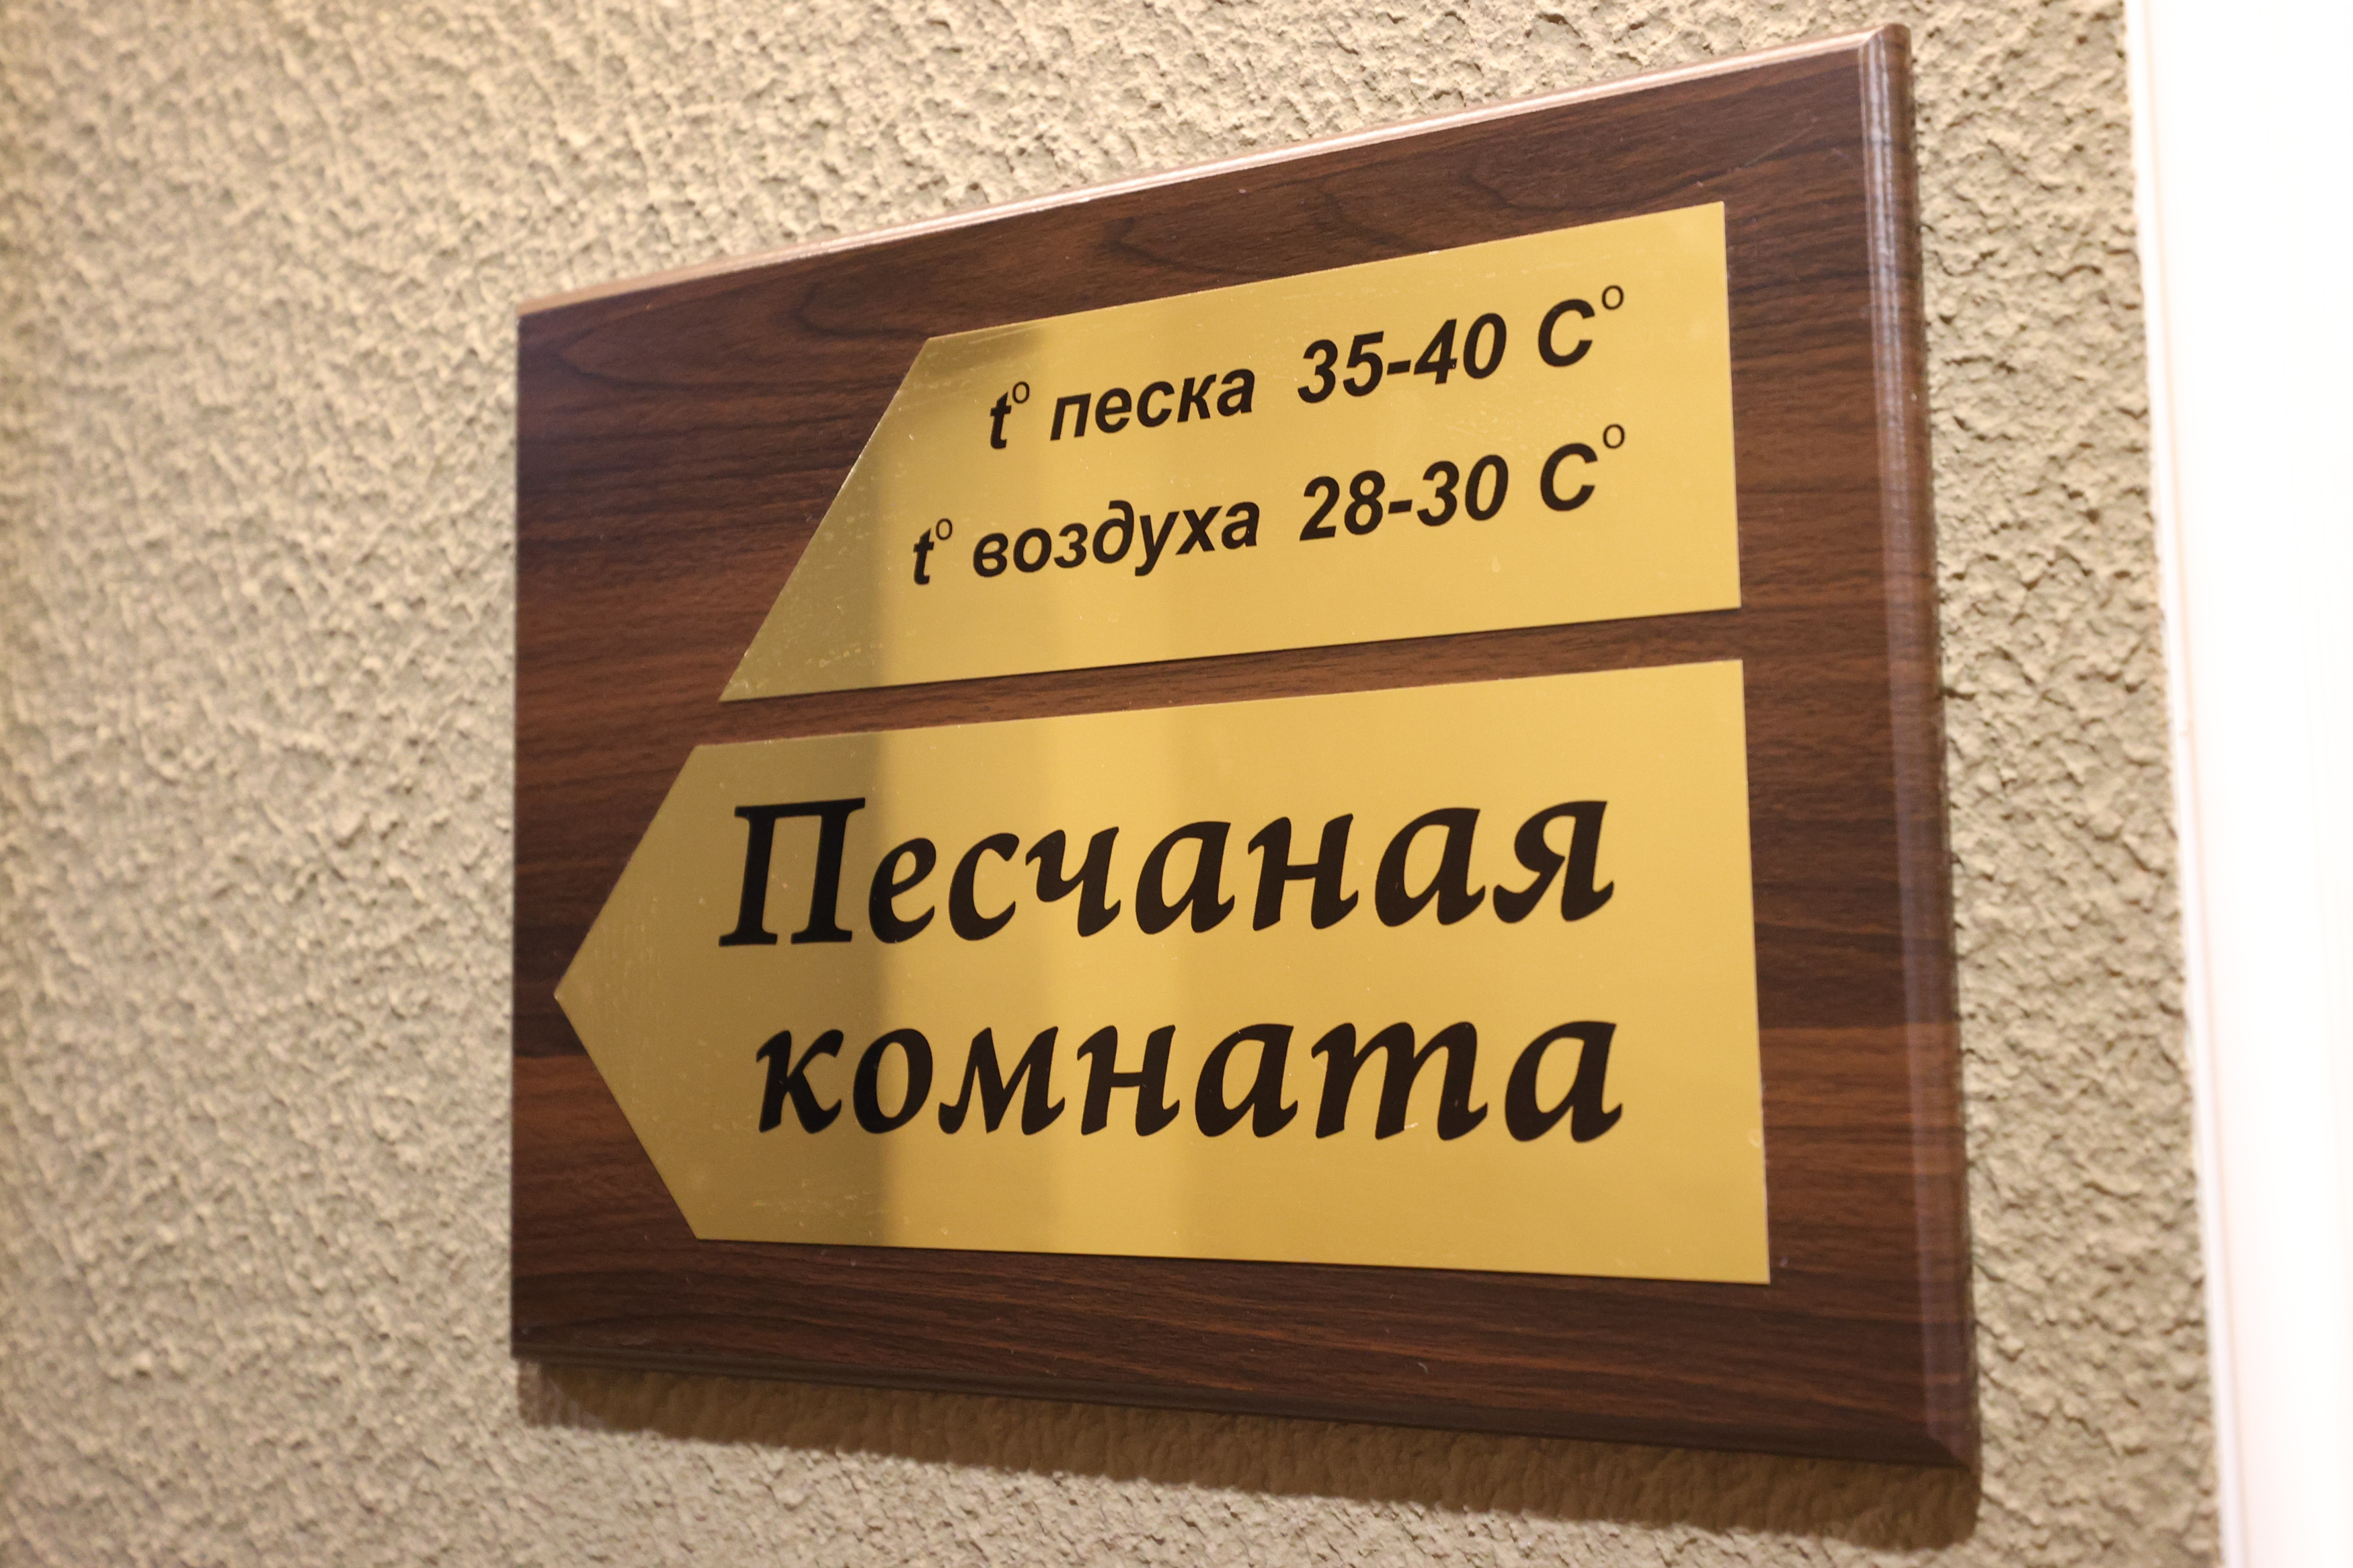 t° песка 35-40 C°
t° воздуха 28-30 C°
Песчаная
комната